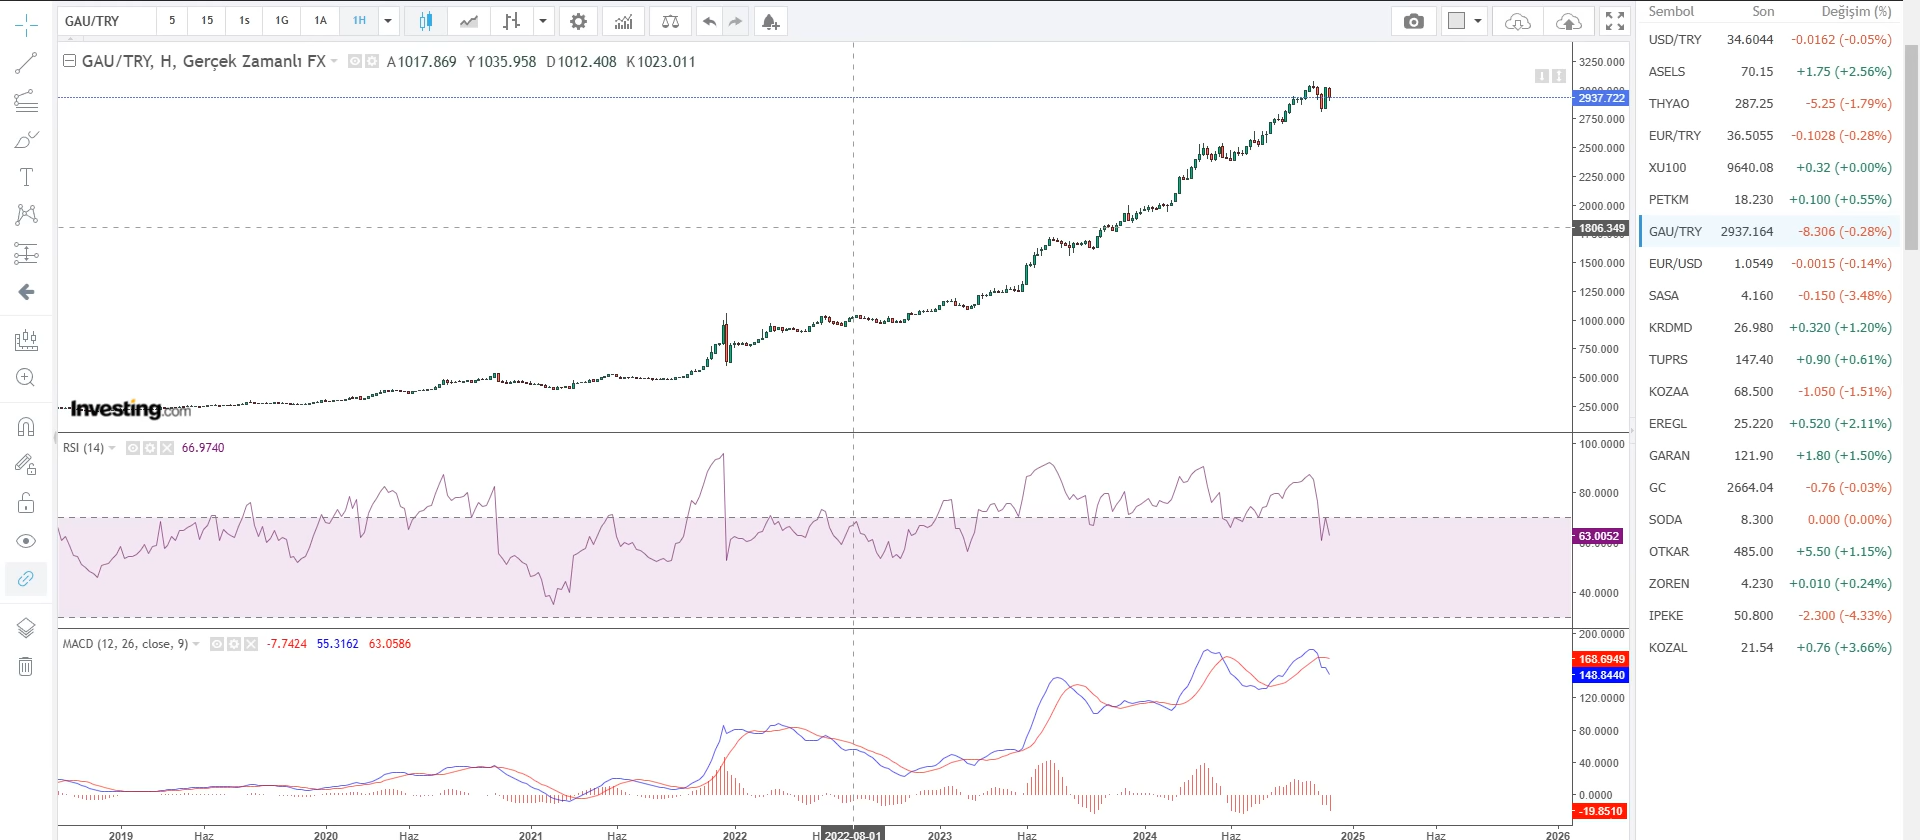 GAU/TRY 5 15 1s 1G 1A 1H
GAU/TRY, H, Gerçek Zamanlı FX A1017.869 Y1035.958 D1012.408 K1023.011
3250.000
2937.722
2750.000
2500.000
2250.000
2000.000
1806.349
1500.000
1250.000
1000.000
750.000
500.000
250.000
Investing.com
RSI (14) 66.9740
100.0000
80.0000
63.0052
40.0000
MACD (12, 26, close, 9) -7.7424 55.3162 63.0586
200.0000
168.6949
148.8440
120.0000
80.0000
40.0000
0.0000
-19.8510
2019 Haz 2020 Haz 2021 Haz 2022 H 2022-08-01 2023 Haz 2024 Haz 2025 Haz 2026
Sembol Son Değişim (%)
USD/TRY 34.6044 -0.0162 (-0.05%)
ASELS 70.15 +1.75 (+2.56%)
THYAO 287.25 -5.25 (-1.79%)
EUR/TRY 36.5055 -0.1028 (-0.28%)
XU100 9640.08 +0.32 (+0.00%)
PETKM 18.230 +0.100 (+0.55%)
GAU/TRY 2937.164 -8.306 (-0.28%)
EUR/USD 1.0549 -0.0015 (-0.14%)
SASA 4.160 -0.150 (-3.48%)
KRDMD 26.980 +0.320 (+1.20%)
TUPRS 147.40 +0.90 (+0.61%)
KOZAA 68.500 -1.050 (-1.51%)
EREGL 25.220 +0.520 (+2.11%)
GARAN 121.90 +1.80 (+1.50%)
GC 2664.04 -0.76 (-0.03%)
SODA 8.300 0.000 (0.00%)
OTKAR 485.00 +5.50 (+1.15%)
ZOREN 4.230 +0.010 (+0.24%)
IPEKE 50.800 -2.300 (-4.33%)
KOZAL 21.54 +0.76 (+3.66%)